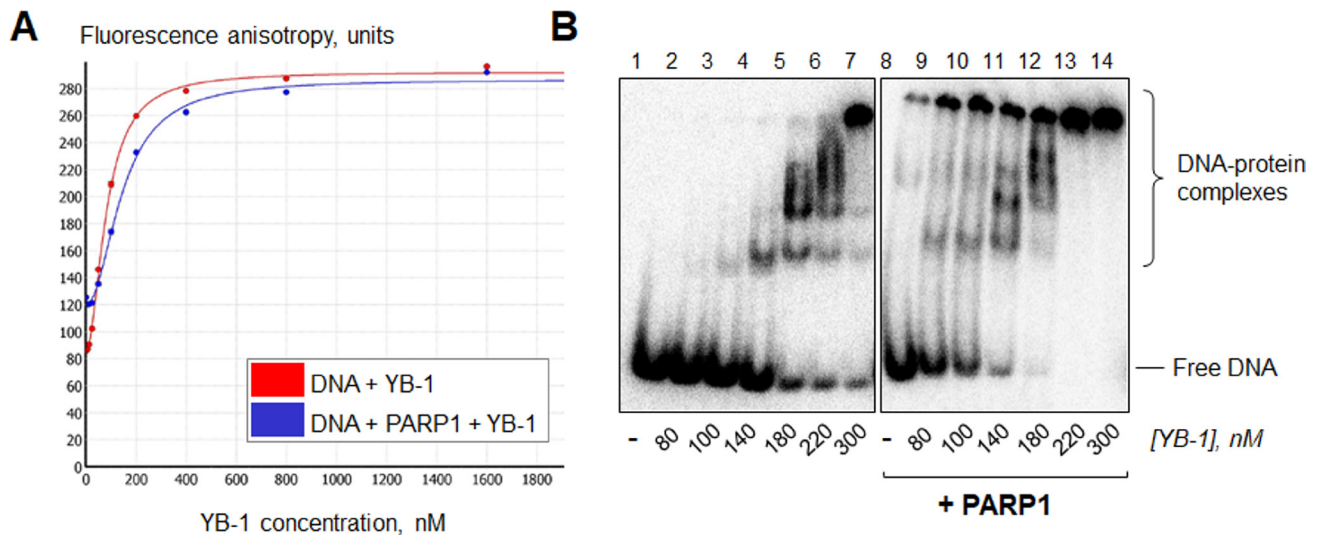 A
Fluorescence anisotropy, units
280
260
240
220
200
180
160
140
120
100
80
60
40
20
0
0 200 400 600 800 1000 1200 1400 1600 1800
YB-1 concentration, nM
DNA + YB-1
DNA + PARP1 + YB-1
B
1 2 3 4 5 6 7 8 9 10 11 12 13 14
DNA-protein
complexes
Free DNA
- 80 100 140 180 220 300 - 80 100 140 180 220 300 [YB-1], nM
+ PARP1